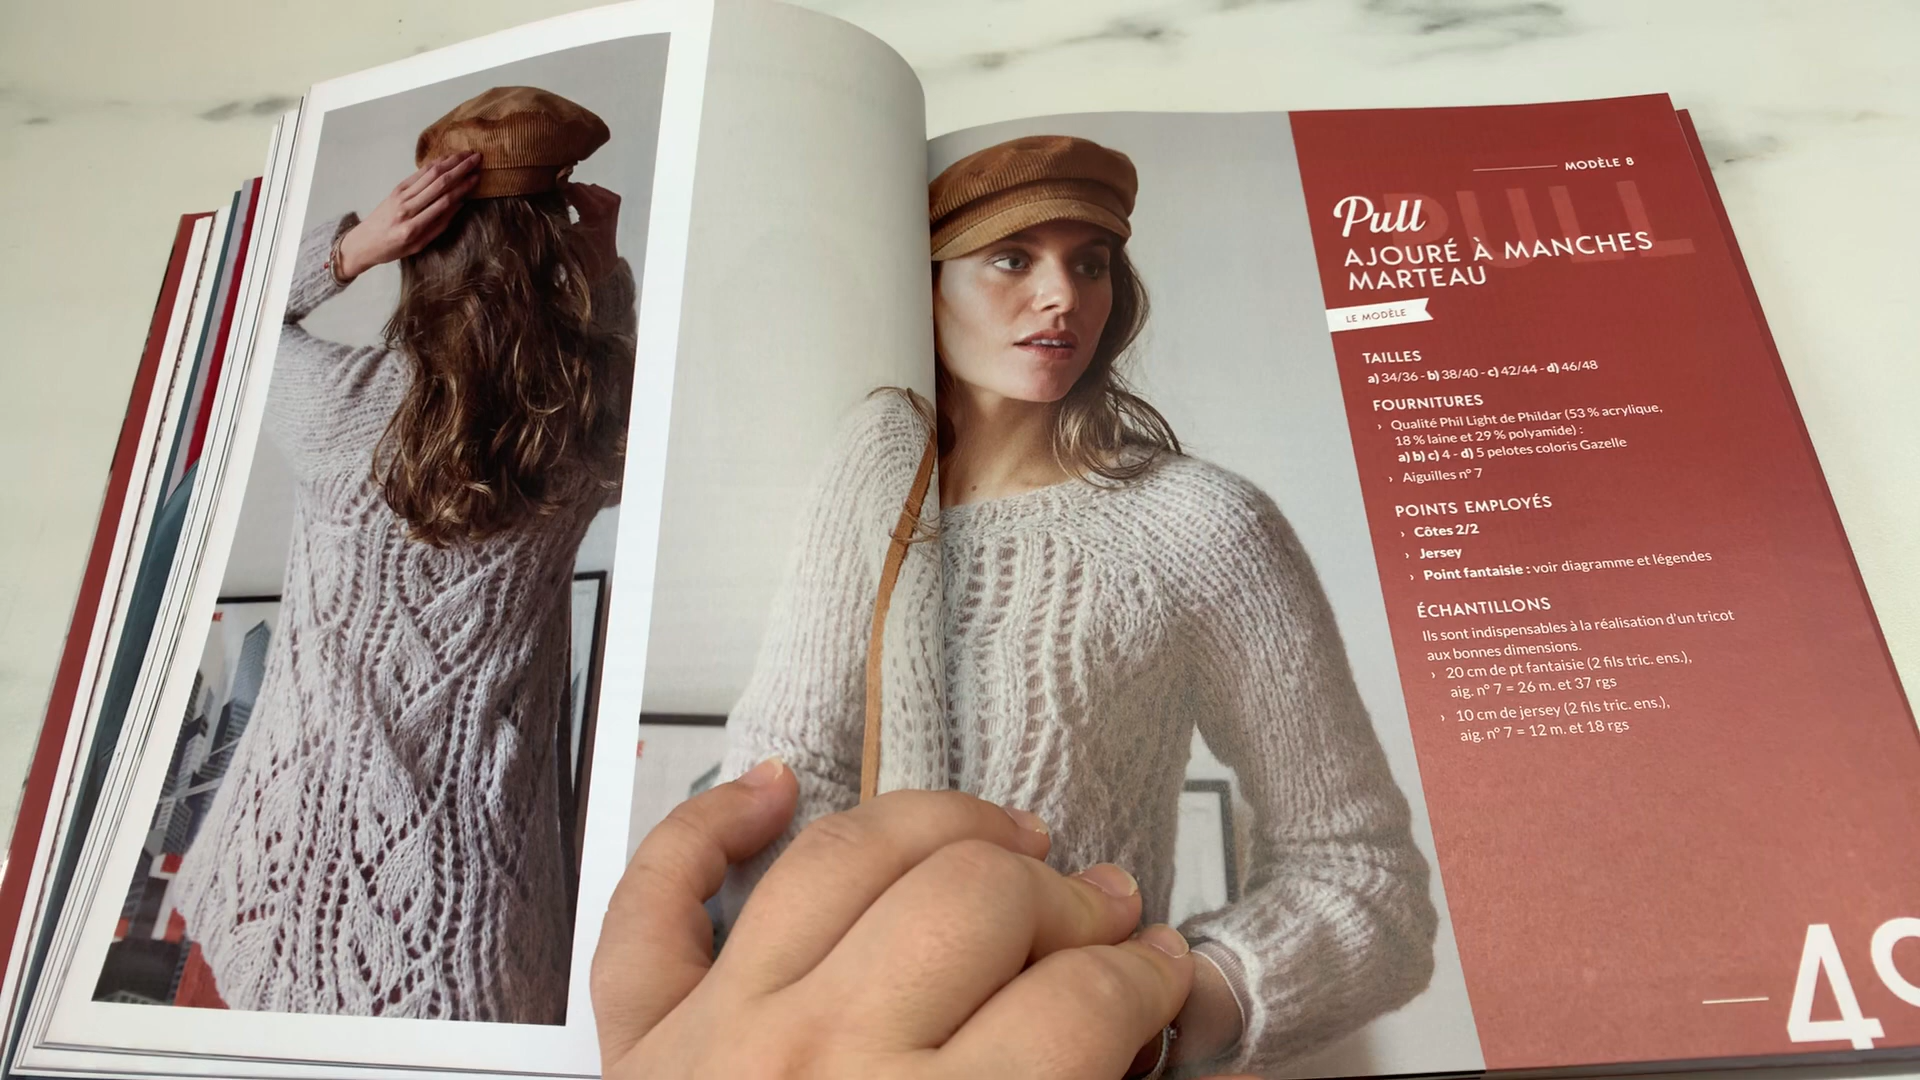 MODÈLE 8
PULL
Pull
AJOURÉ À MANCHES
MARTEAU
LE MODÈLE
TAILLES
a) 34/36 - b) 38/40 - c) 42/44 - d) 46/48
FOURNITURES
› Qualité Phil Light de Phildar (53 % acrylique,
18 % laine et 29 % polyamide) :
a) b) c) 4 - d) 5 pelotes coloris Gazelle
› Aiguilles n° 7
POINTS EMPLOYÉS
› Côtes 2/2
› Jersey
› Point fantaisie : voir diagramme et légendes
ÉCHANTILLONS
Ils sont indispensables à la réalisation d'un tricot
aux bonnes dimensions.
› 20 cm de pt fantaisie (2 fils tric. ens.),
aig. n° 7 = 26 m. et 37 rgs
› 10 cm de jersey (2 fils tric. ens.),
aig. n° 7 = 12 m. et 18 rgs